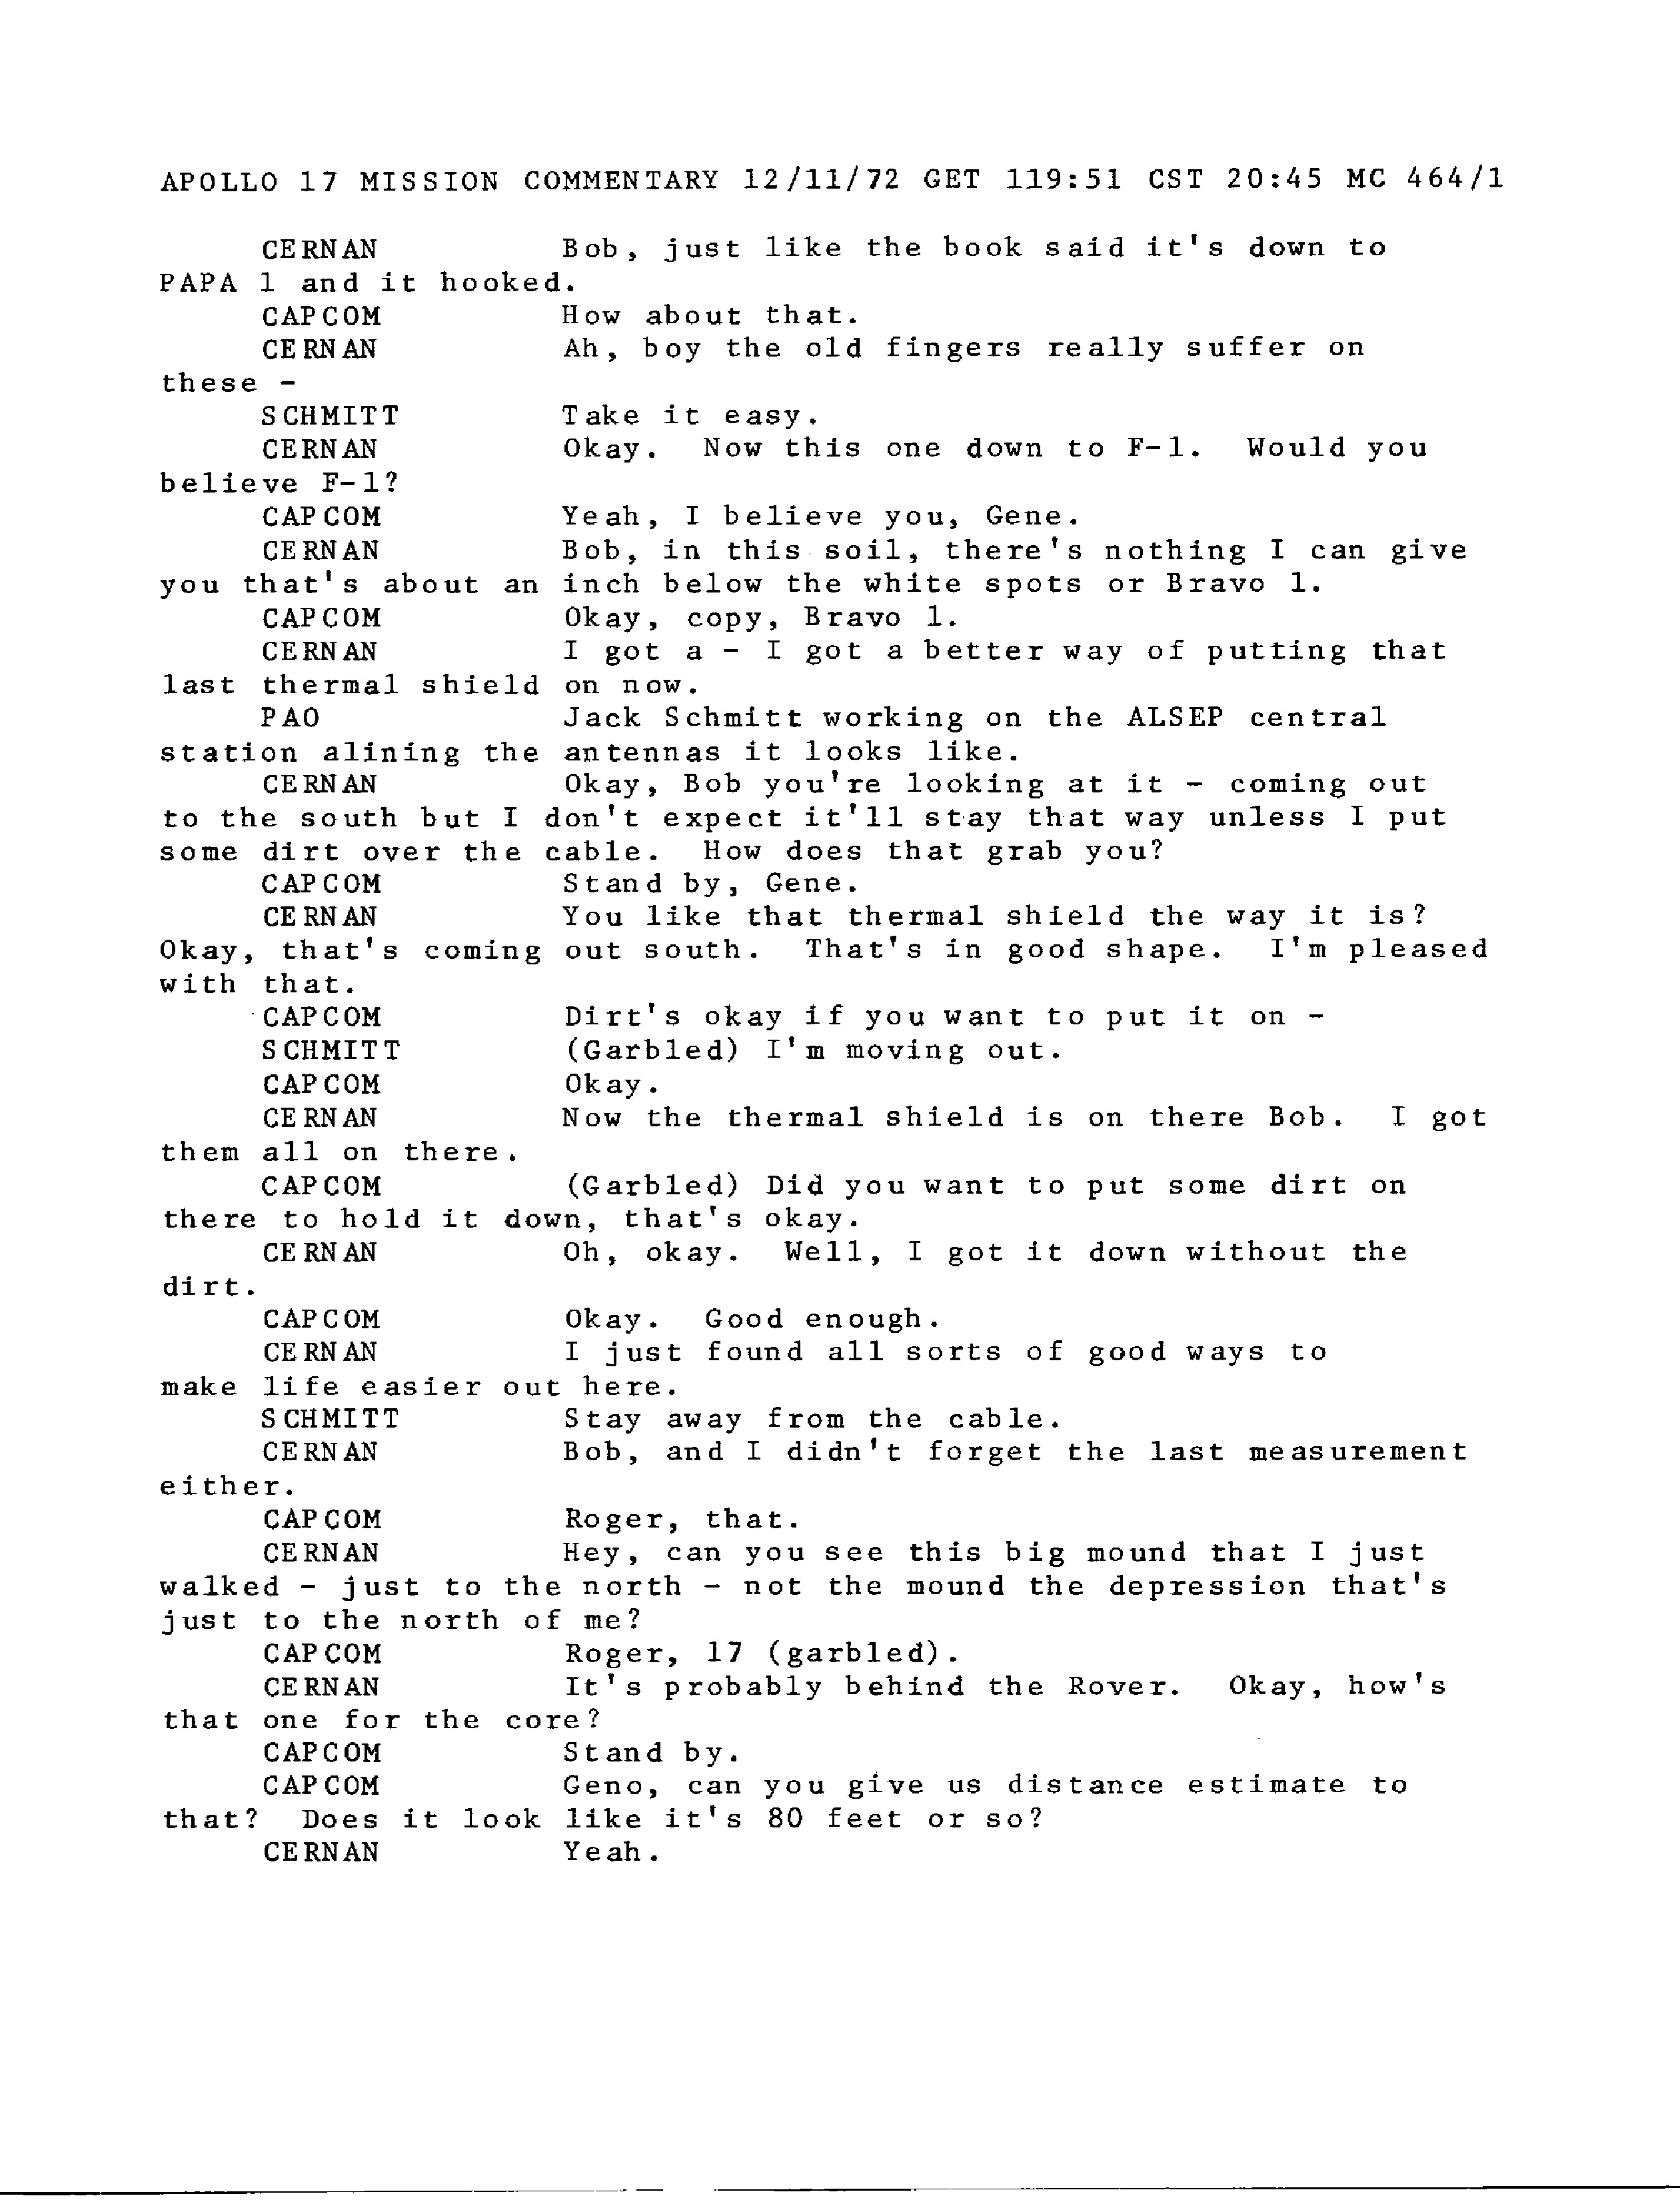 APOLLO 17 MISSION COMMENTARY 12/11/72 GET 119:51 CST 20:45 MC 464/1
CERNAN Bob, just like the book said it's down to
PAPA 1 and it hooked.
CAPCOM How about that.
CERNAN Ah, boy the old fingers really suffer on
these -
SCHMITT Take it easy.
CERNAN Okay. Now this one down to F-1. Would you
believe F-1?
CAPCOM Yeah, I believe you, Gene.
CERNAN Bob, in this soil, there's nothing I can give
you that's about an inch below the white spots or Bravo 1.
CAPCOM Okay, copy, Bravo 1.
CERNAN I got a - I got a better way of putting that
last thermal shield on now.
PAO Jack Schmitt working on the ALSEP central
station alining the antennas it looks like.
CERNAN Okay, Bob you're looking at it - coming out
to the south but I don't expect it'll stay that way unless I put
some dirt over the cable. How does that grab you?
CAPCOM Stand by, Gene.
CERNAN You like that thermal shield the way it is?
Okay, that's coming out south. That's in good shape. I'm pleased
with that.
CAPCOM Dirt's okay if you want to put it on -
SCHMITT (Garbled) I'm moving out.
CAPCOM Okay.
CERNAN Now the thermal shield is on there Bob. I got
them all on there.
CAPCOM (Garbled) Did you want to put some dirt on
there to hold it down, that's okay.
CERNAN Oh, okay. Well, I got it down without the
dirt.
CAPCOM Okay. Good enough.
CERNAN I just found all sorts of good ways to
make life easier out here.
SCHMITT Stay away from the cable.
CERNAN Bob, and I didn't forget the last measurement
either.
CAPCOM Roger, that.
CERNAN Hey, can you see this big mound that I just
walked - just to the north - not the mound the depression that's
just to the north of me?
CAPCOM Roger, 17 (garbled).
CERNAN It's probably behind the Rover. Okay, how's
that one for the core?
CAPCOM Stand by.
CAPCOM Geno, can you give us distance estimate to
that? Does it look like it's 80 feet or so?
CERNAN Yeah.